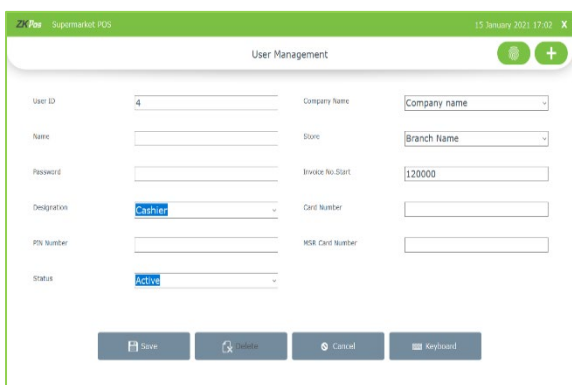 ZKPos Supermarket POS 15 January 2021 17:02 X
User Management
User ID 4 Company Name Company name
Name Store Branch Name
Password Invoice No.Start 120000
Designation Cashier Card Number
PIN Number MSR Card Number
Status Active
Save Delete Cancel Keyboard